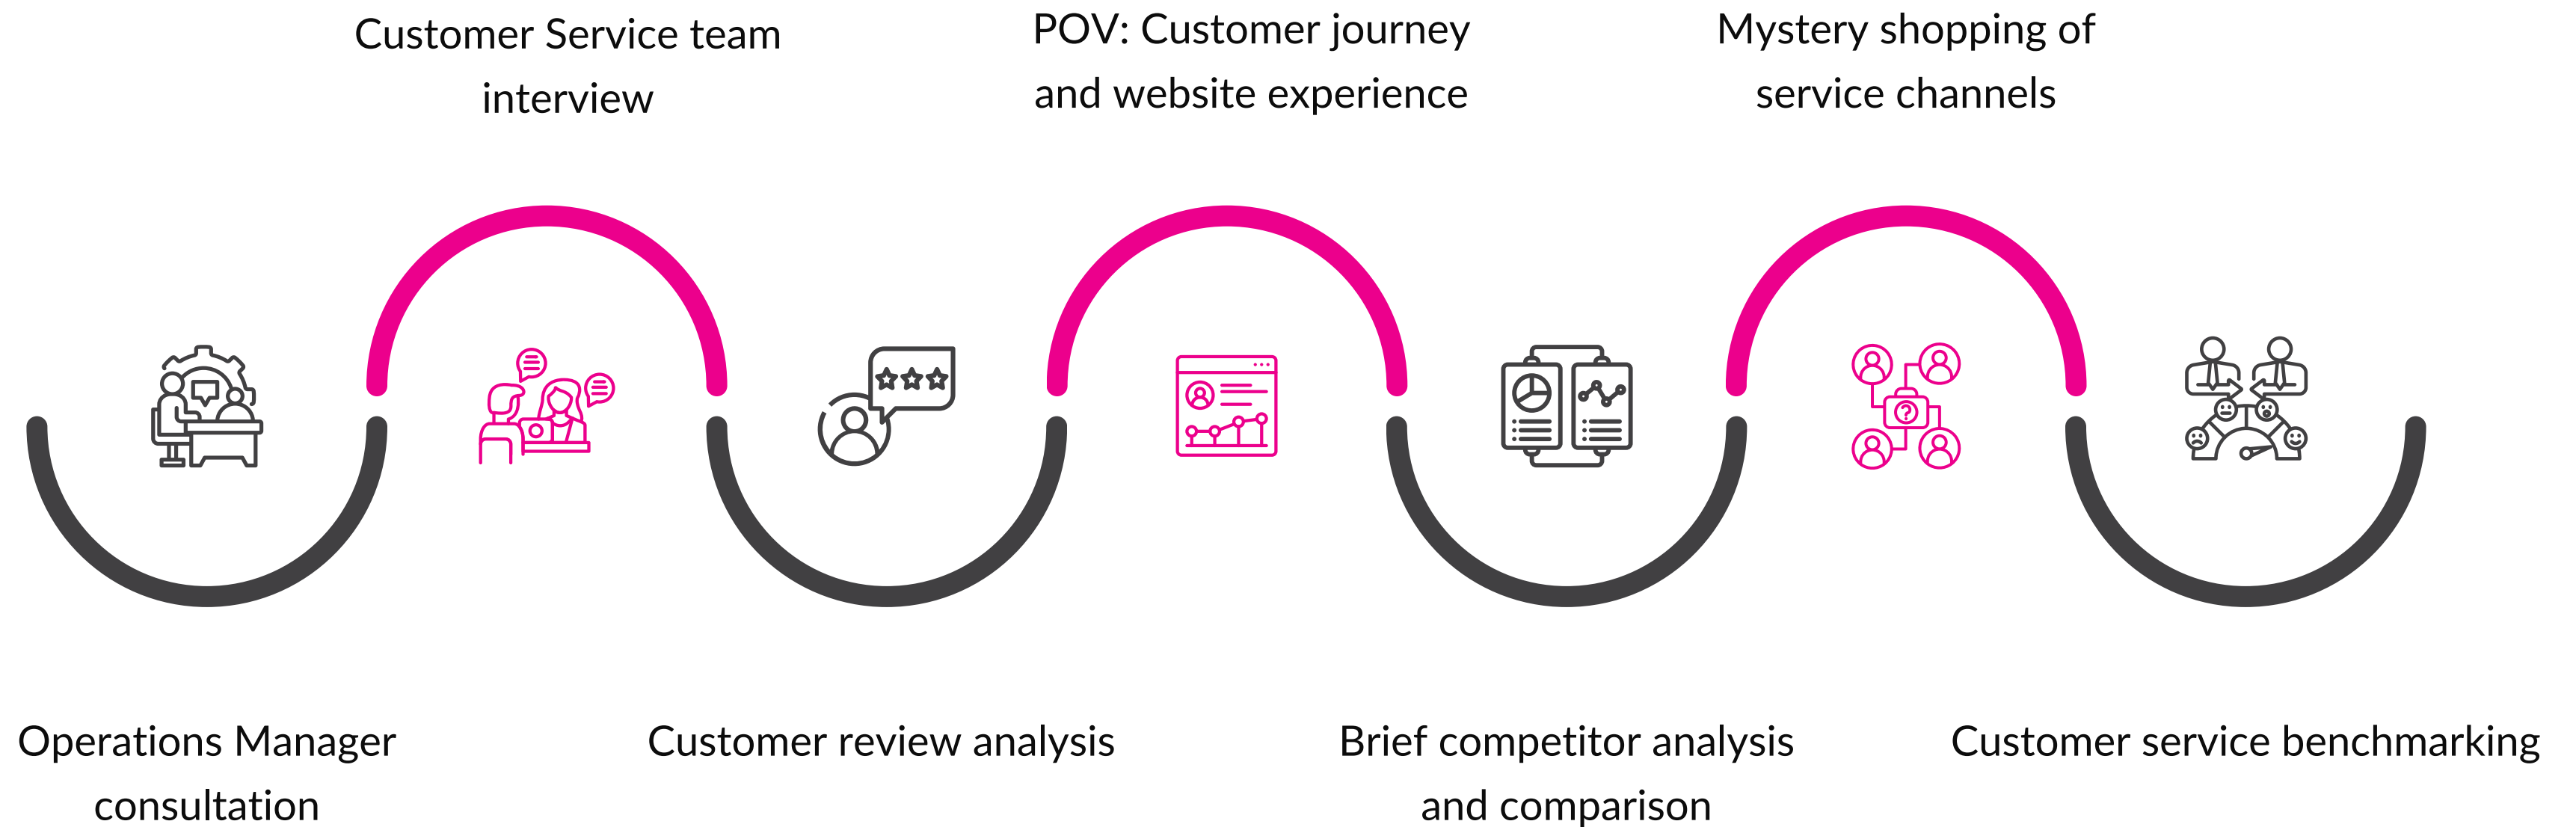 Customer Service team
interview
POV: Customer journey
and website experience
Mystery shopping of
service channels
?
Operations Manager
consultation
Customer review analysis
Brief competitor analysis
and comparison
Customer service benchmarking